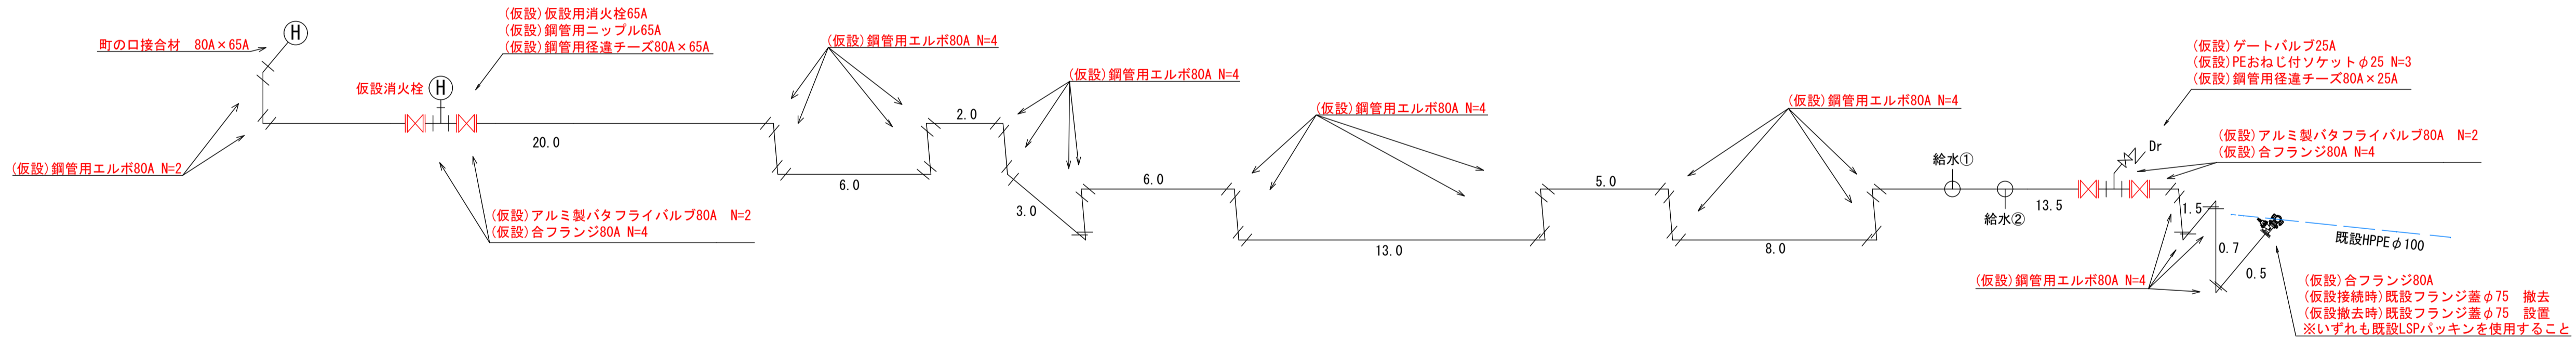 町のロ接合材　80A×65A
H
(仮設)鋼管用エルボ80A N=2
仮設消火栓
H
(仮設)仮設用消火栓65A
(仮設)鋼管用ニップル65A
(仮設)鋼管用径違チーズ80A×65A
20.0
(仮設)アルミ製バタフライバルブ80A　N=2
(仮設)合フランジ80A N=4
(仮設)鋼管用エルボ80A N=4
6.0
2.0
(仮設)鋼管用エルボ80A N=4
3.0
6.0
(仮設)鋼管用エルボ80A N=4
13.0
5.0
(仮設)鋼管用エルボ80A N=4
8.0
給水①
給水②
13.5
(仮設)ゲートバルブ25A
(仮設)PEおねじ付ソケットφ25 N=3
(仮設)鋼管用径違チーズ80A×25A
Dr
(仮設)アルミ製バタフライバルブ80A　N=2
(仮設)合フランジ80A N=4
1.5
0.7
0.5
既設HPPEφ100
(仮設)鋼管用エルボ80A N=4
(仮設)合フランジ80A
(仮設接続時)既設フランジ蓋φ75　撤去
(仮設撤去時)既設フランジ蓋φ75　設置
※いずれも既設LSPパッキンを使用すること